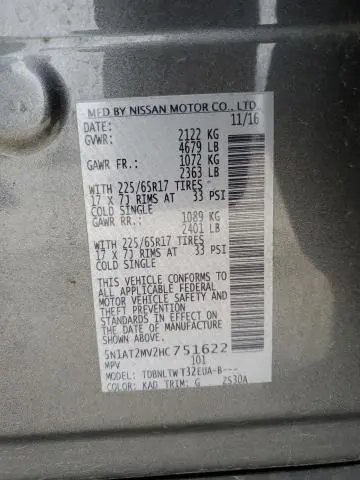 MFD BY NISSAN MOTOR CO., LTD.
DATE: 11/16
GVWR: 2122 KG
4679 LB
GAWR FR.: 1072 KG
2363 LB
WITH 225/65R17 TIRES
17 X 7J RIMS AT 33 PSI
COLD SINGLE
GAWR RR.: 1089 KG
2401 LB
WITH 225/65R17 TIRES
17 X 7J RIMS AT 33 PSI
COLD SINGLE
THIS VEHICLE CONFORMS TO
ALL APPLICABLE FEDERAL
MOTOR VEHICLE SAFETY AND
THEFT PREVENTION
STANDARDS IN EFFECT ON
THE DATE OF MANUFACTURE
SHOWN ABOVE.
5N1AT2MV2HC751622
MPV 101
MODEL: TDBNLTWT32EUA-B---
COLOR: KAD TRIM: G 2530A